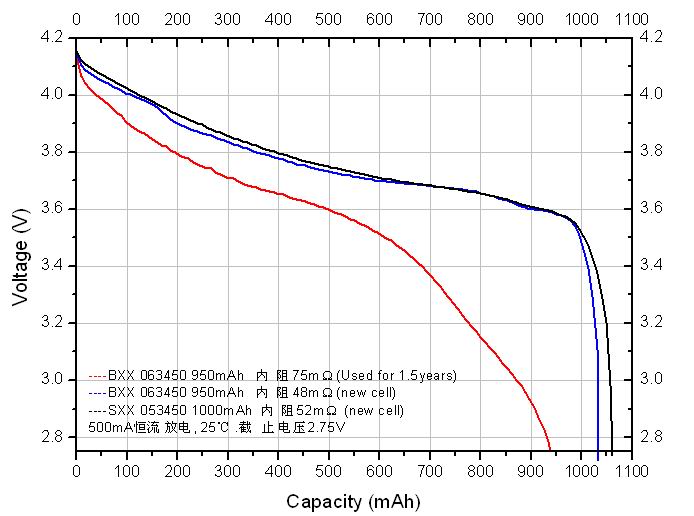 0 100 200 300 400 500 600 700 800 900 1000 1100
4.2 4.2
4.0 4.0
3.8 3.8
3.6 3.6
3.4 3.4
3.2 3.2
3.0 3.0
2.8 2.8
Voltage (V)
BXX 063450 950mAh 内 阻 75mΩ (Used for 1.5years)
BXX 063450 950mAh 内 阻 48mΩ (new cell)
SXX 053450 1000mAh 内 阻 52mΩ (new cell)
500mA恒流 放电, 25℃ .截 止 电压2.75V
0 100 200 300 400 500 600 700 800 900 1000 1100
Capacity (mAh)